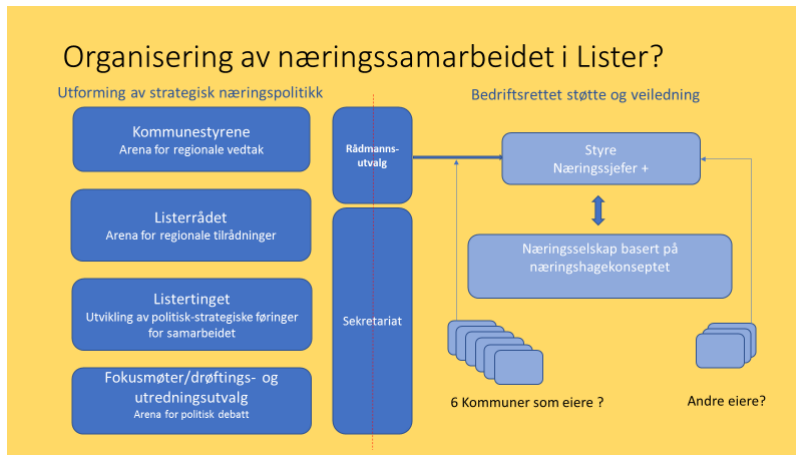 Organisering av næringssamarbeidet i Lister?
Utforming av strategisk næringspolitikk
Kommunestyrene
Arena for regionale vedtak
Listerrådet
Arena for regionale tilrådninger
Listertinget
Utvikling av politisk-strategiske føringer
for samarbeidet
Fokusmøter/drøftings- og
utredningsutvalg
Arena for politisk debatt
Rådmanns-
utvalg
Sekretariat
Bedriftsrettet støtte og veiledning
Styre
Næringssjefer +
Næringsselskap basert på
næringshagekonseptet
6 Kommuner som eiere ?
Andre eiere?